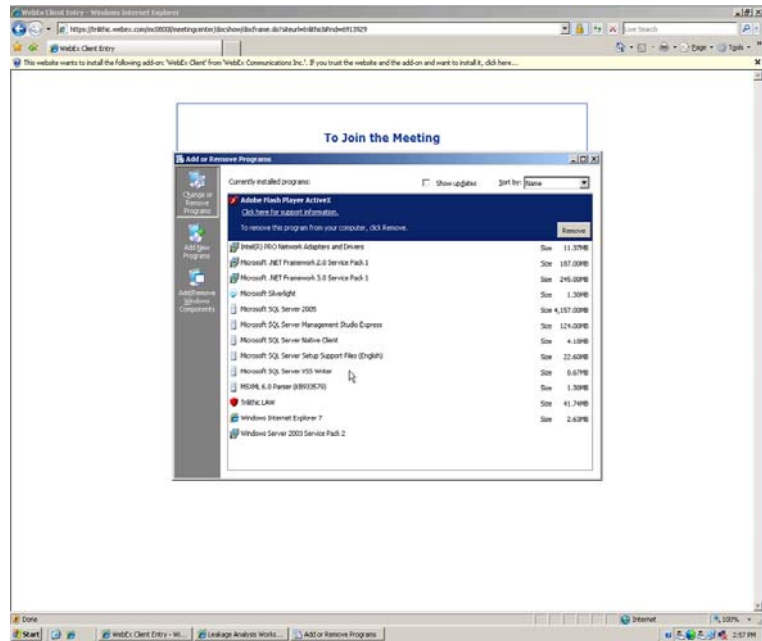 WebEx Client Entry - Windows Internet Explorer
Live Search
WebEx Client Entry
Page
Tools
This website wants to install the following add-on: 'WebEx Client' from 'WebEx Communications Inc.'. If you trust the website and the add-on and want to install it, click here...
To Join the Meeting
Add or Remove Programs
Change or
Remove
Programs
Add New
Programs
Add/Remove
Windows
Components
Currently installed programs:
Show updates
Sort by: Name
Adobe Flash Player ActiveX
Click here for support information.
To remove this program from your computer, click Remove.
Remove
Intel(R) PRO Network Adapters and Drivers Size 11.37MB
Microsoft .NET Framework 2.0 Service Pack 1 Size 187.00MB
Microsoft .NET Framework 3.0 Service Pack 1 Size 245.00MB
Microsoft Silverlight Size 1.30MB
Microsoft SQL Server 2005 Size 4,157.00MB
Microsoft SQL Server Management Studio Express Size 124.00MB
Microsoft SQL Server Native Client Size 4.18MB
Microsoft SQL Server Setup Support Files (English) Size 22.60MB
Microsoft SQL Server VSS Writer Size 0.67MB
MSXML 6.0 Parser (KB933579) Size 1.30MB
Trilithic LAW Size 41.74MB
Windows Internet Explorer 7 Size 2.63MB
Windows Server 2003 Service Pack 2
Done
Internet
100%
Start
WebEx Client Entry - Wi...
Leakage Analysis Works...
Add or Remove Programs
2:57 PM